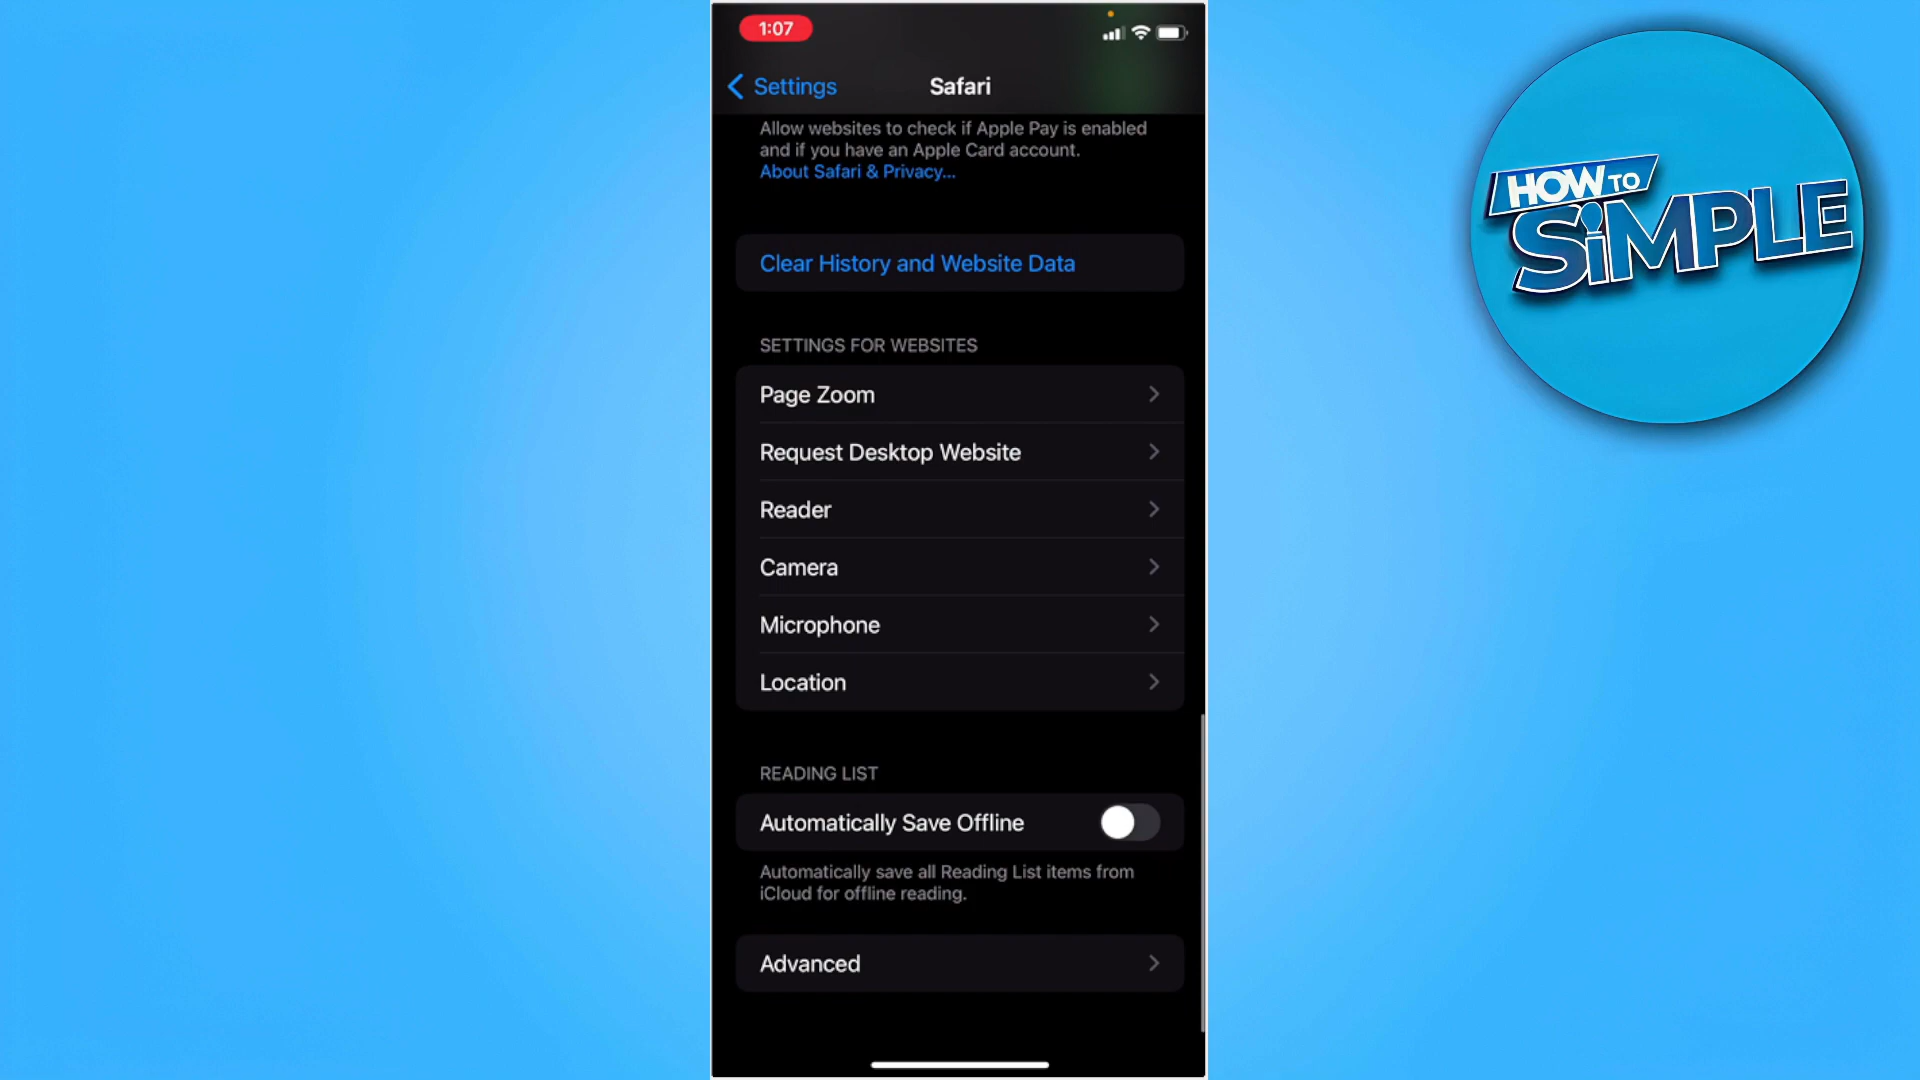 1:07
Settings
Safari
Allow websites to check if Apple Pay is enabled
and if you have an Apple Card account.
About Safari & Privacy...
Clear History and Website Data
SETTINGS FOR WEBSITES
Page Zoom
Request Desktop Website
Reader
Camera
Microphone
Location
READING LIST
Automatically Save Offline
Automatically save all Reading List items from
iCloud for offline reading.
Advanced
HOW TO
SiMPLE